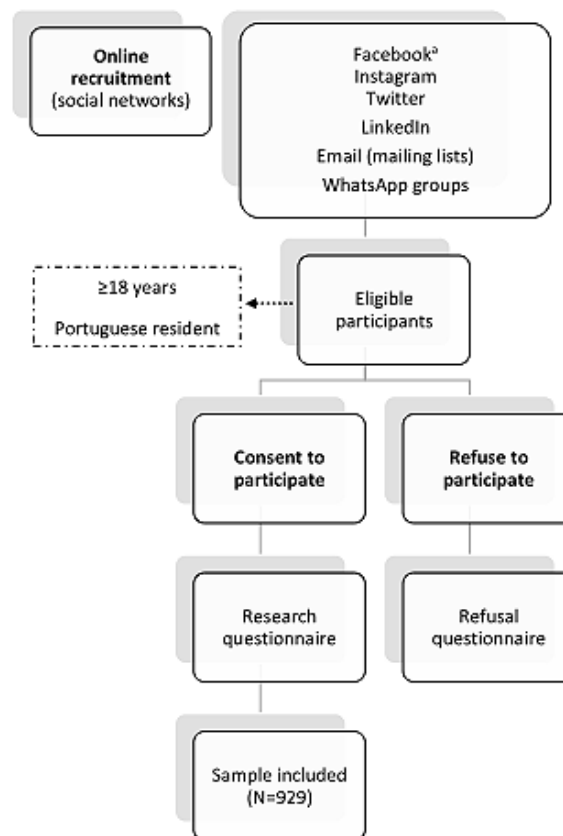 Online
recruitment
(social networks)
Facebookª
Instagram
Twitter
LinkedIn
Email (mailing lists)
WhatsApp groups
≥18 years
Portuguese resident
Eligible
participants
Consent to
participate
Refuse to
participate
Research
questionnaire
Refusal
questionnaire
Sample included
(N=929)